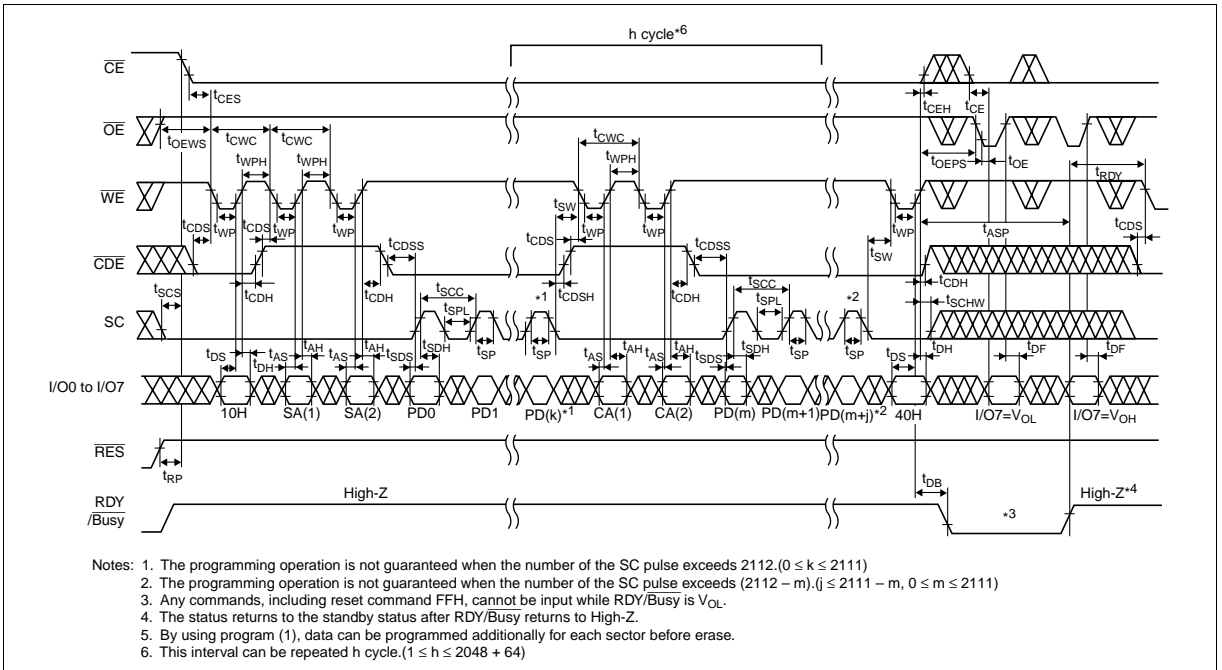 h cycle*6
CE
tCES
tCEH
tCE
OE
tOEWS
tCWC
tCWC
tCWC
tOEPS
tOE
tWPH
tWPH
tWPH
tRDY
WE
tCDS
tWP
tCDS
tWP
tWP
tSW
tCDS
tWP
tWP
tSW
tWP
tASP
tCDS
CDE
tCDH
tCDH
tCDSS
tCDSH
tCDH
tCDSS
tCDH
tSCS
tSCC
tSPL
*1
tSCC
tSPL
*2
tSCHW
SC
tSP
tSP
tSP
tSP
tDS
tDH
tAS
tAH
tAS
tAH
tSDS
tSDH
tAS
tAH
tAS
tAH
tSDS
tSDH
tDS
tDH
tDF
tDF
I/O0 to I/O7
10H
SA(1)
SA(2)
PD0
PD1
PD(k)*1
CA(1)
CA(2)
PD(m)
PD(m+1)
PD(m+j)*2
40H
I/O7=VOL
I/O7=VOH
RES
tRP
tDB
RDY
/Busy
High-Z
*3
High-Z*4
Notes: 1. The programming operation is not guaranteed when the number of the SC pulse exceeds 2112.(0 ≤ k ≤ 2111)
2. The programming operation is not guaranteed when the number of the SC pulse exceeds (2112 – m).(j ≤ 2111 – m, 0 ≤ m ≤ 2111)
3. Any commands, including reset command FFH, cannot be input while RDY/Busy is VOL.
4. The status returns to the standby status after RDY/Busy returns to High-Z.
5. By using program (1), data can be programmed additionally for each sector before erase.
6. This interval can be repeated h cycle.(1 ≤ h ≤ 2048 + 64)